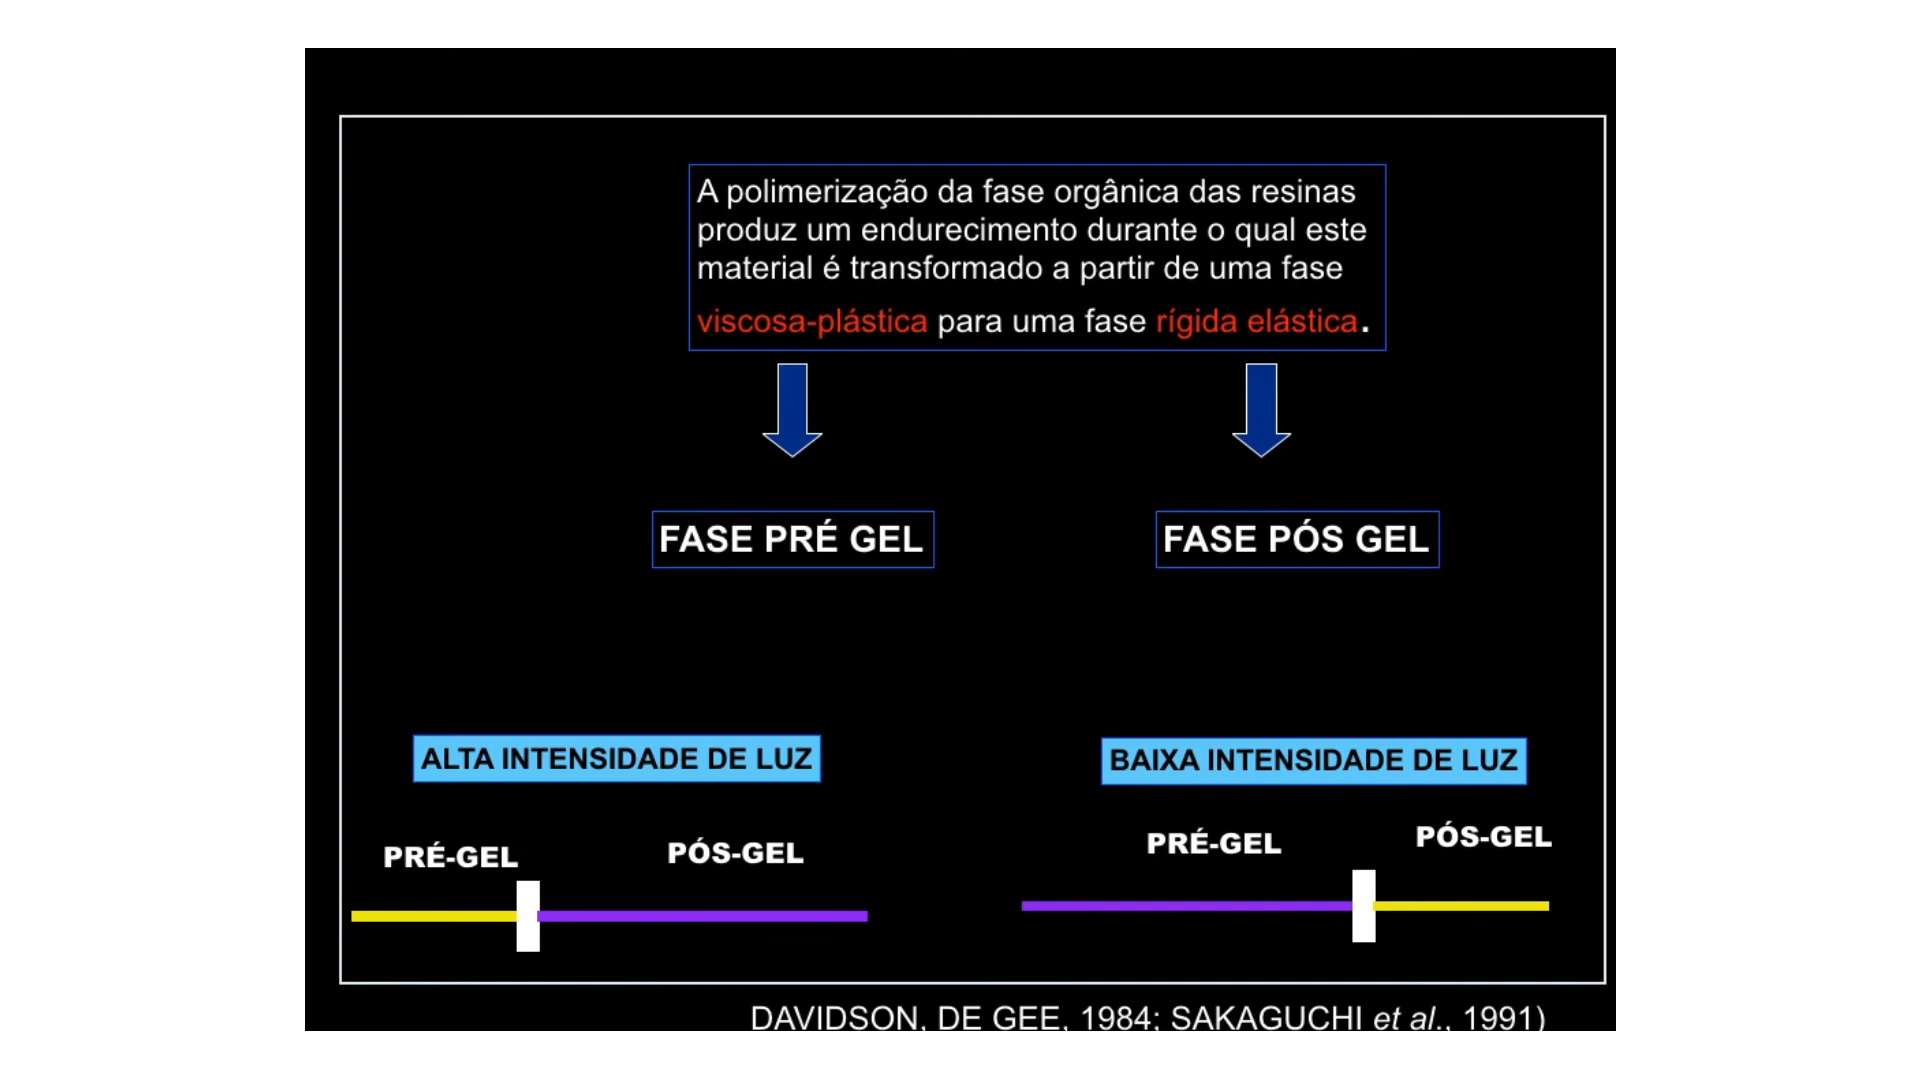 A polimerização da fase orgânica das resinas
produz um endurecimento durante o qual este
material é transformado a partir de uma fase
viscosa-plástica para uma fase rígida elástica.
FASE PRÉ GEL
FASE PÓS GEL
ALTA INTENSIDADE DE LUZ
BAIXA INTENSIDADE DE LUZ
PRÉ-GEL
PÓS-GEL
PRÉ-GEL
PÓS-GEL
DAVIDSON, DE GEE, 1984; SAKAGUCHI et al., 1991)